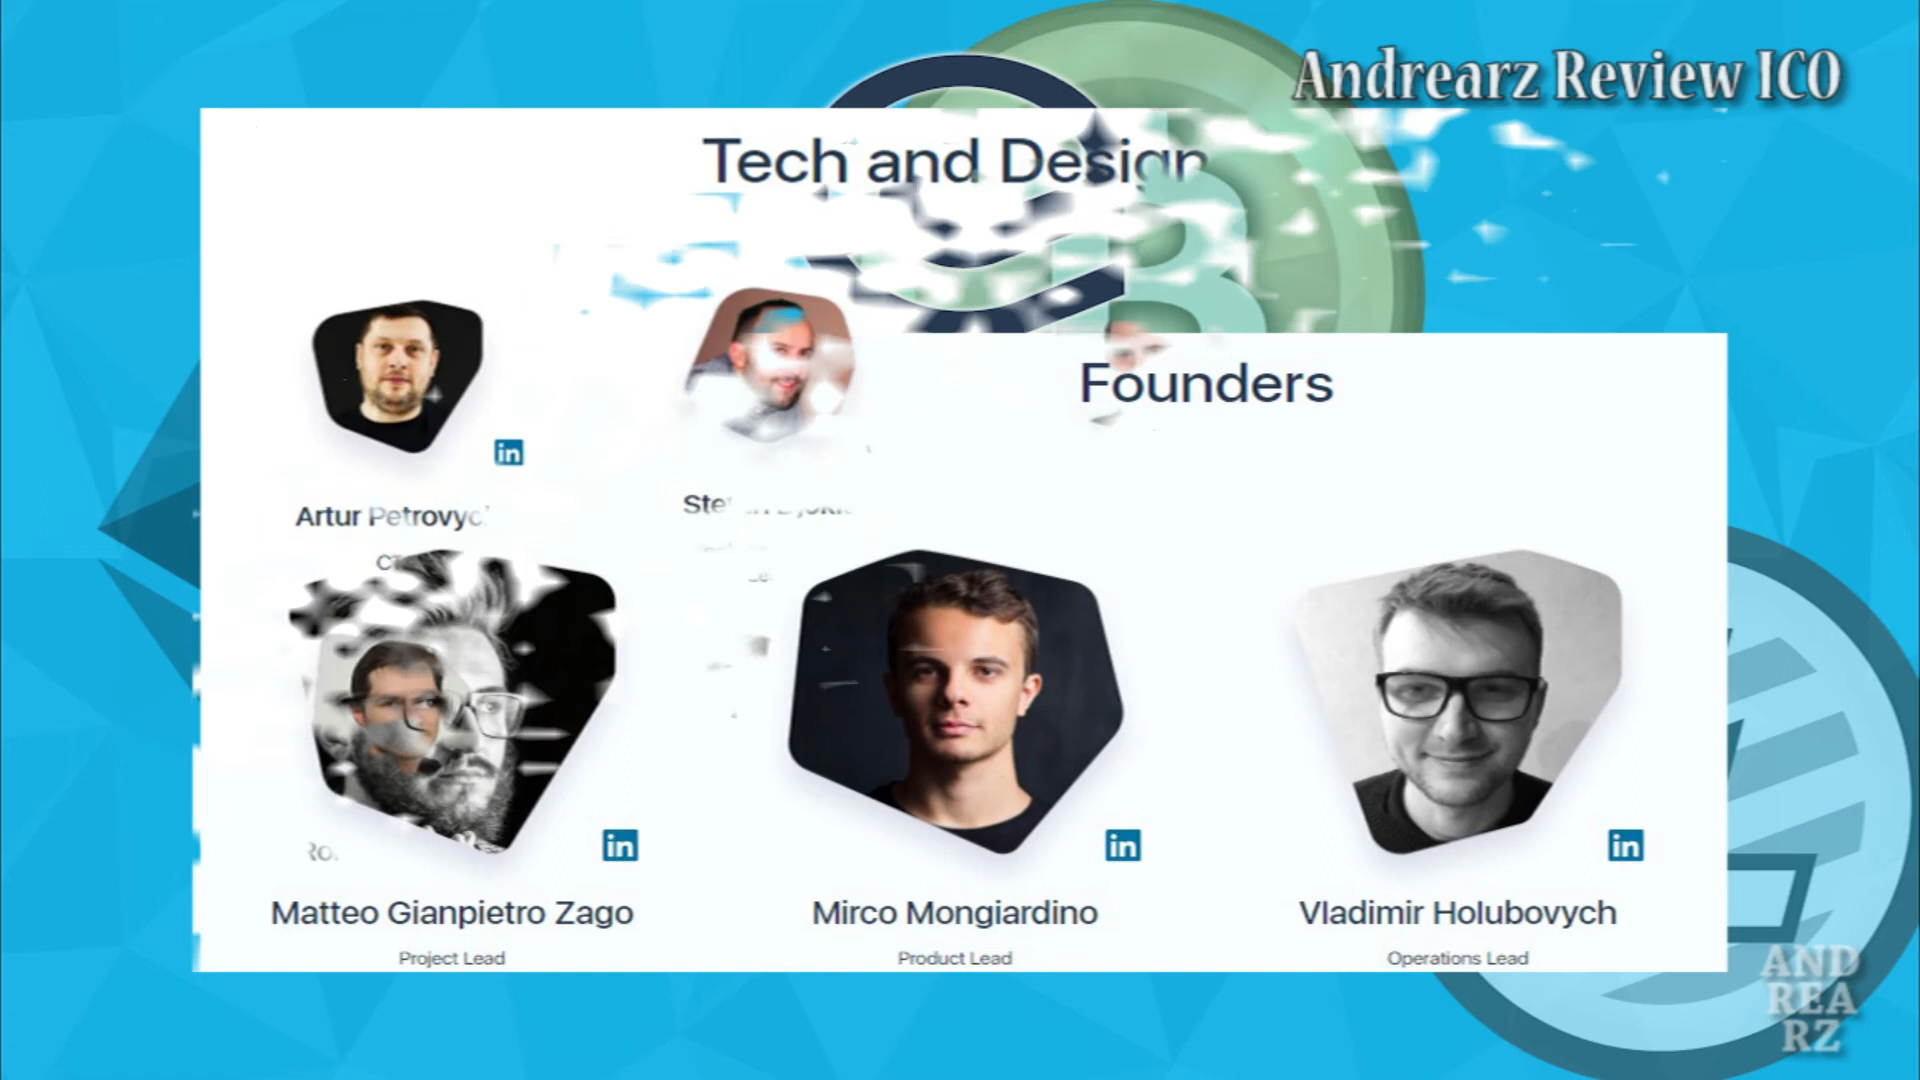 Andrearz Review ICO
Tech and Design
Founders
in
Artur Petrovyc
in
in
in
Matteo Gianpietro Zago
Mirco Mongiardino
Vladimir Holubovych
Project Lead
Product Lead
Operations Lead
AND
REA
RZ